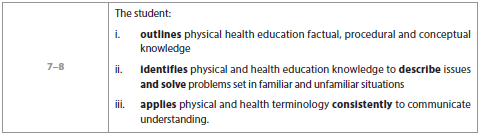 The student:
i. outlines physical health education factual, procedural and conceptual
knowledge
7–8
ii. identifies physical and health education knowledge to describe issues
and solve problems set in familiar and unfamiliar situations
iii. applies physical and health terminology consistently to communicate
understanding.